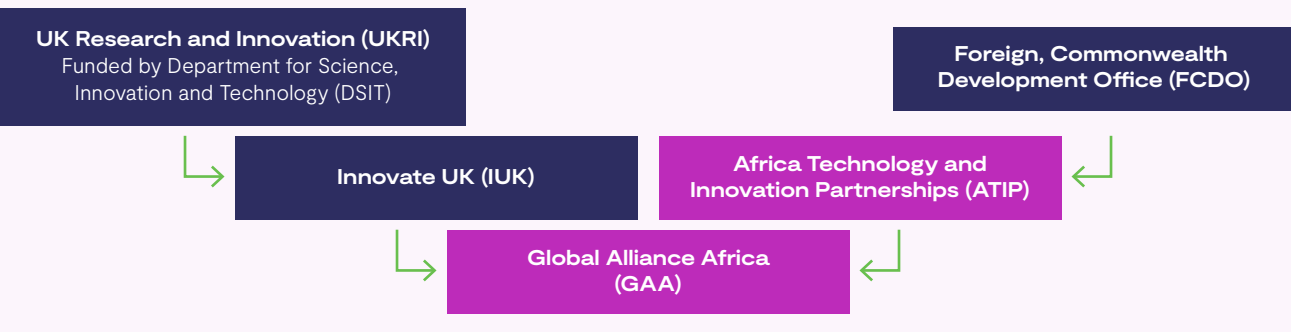 UK Research and Innovation (UKRI)
Funded by Department for Science,
Innovation and Technology (DSIT)
Foreign, Commonwealth
Development Office (FCDO)
Innovate UK (IUK)
Africa Technology and
Innovation Partnerships (ATIP)
Global Alliance Africa
(GAA)